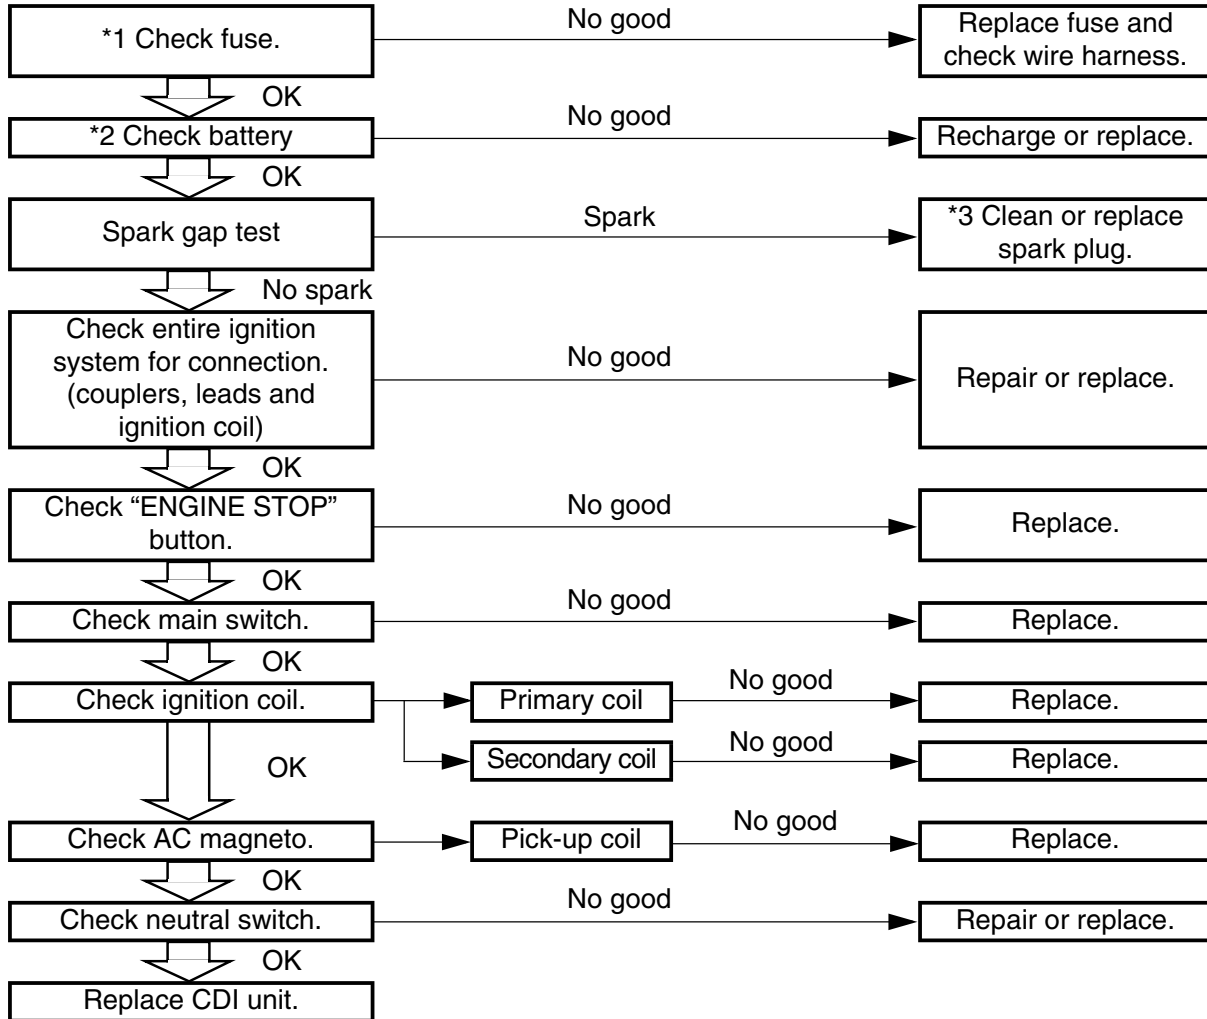 *1 Check fuse.
No good
Replace fuse and
check wire harness.
OK
*2 Check battery
No good
Recharge or replace.
OK
Spark gap test
Spark
*3 Clean or replace
spark plug.
No spark
Check entire ignition
system for connection.
(couplers, leads and
ignition coil)
No good
Repair or replace.
OK
Check “ENGINE STOP”
button.
No good
Replace.
OK
Check main switch.
No good
Replace.
OK
Check ignition coil.
Primary coil
No good
Replace.
Secondary coil
No good
Replace.
OK
Check AC magneto.
Pick-up coil
No good
Replace.
OK
Check neutral switch.
No good
Repair or replace.
OK
Replace CDI unit.